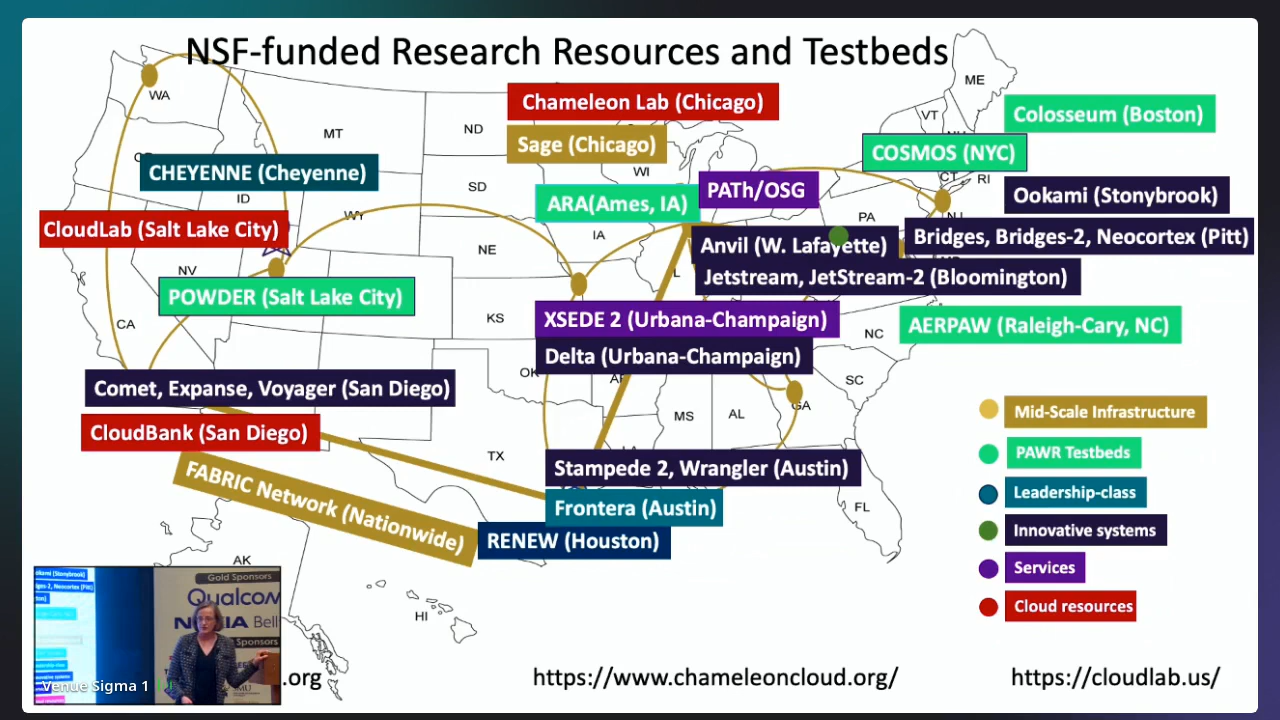 NSF-funded Research Resources and Testbeds
ME
WA
VT
MT
ND
Chameleon Lab (Chicago)
Colosseum (Boston)
Sage (Chicago)
COSMOS (NYC)
CHEYENNE (Cheyenne)
WI
CT
RI
SD
PATh/OSG
Ookami (Stonybrook)
ID
ARA(Ames, IA)
WY
PA
NJ
CloudLab (Salt Lake City)
IA
Anvil (W. Lafayette)
Bridges, Bridges-2, Neocortex (Pitt)
NE
NV
Jetstream, JetStream-2 (Bloomington)
POWDER (Salt Lake City)
KS
XSEDE 2 (Urbana-Champaign)
CA
NC
AERPAW (Raleigh-Cary, NC)
Delta (Urbana-Champaign)
OK
SC
Comet, Expanse, Voyager (San Diego)
MS
AL
GA
Mid-Scale Infrastructure
CloudBank (San Diego)
TX
PAWR Testbeds
Stampede 2, Wrangler (Austin)
Leadership-class
FABRIC Network (Nationwide)
Frontera (Austin)
FL
Innovative systems
RENEW (Houston)
AK
Services
HI
Cloud resources
Gold Sponsors
Qualcom
Bell
Sponsors
Venue Sigma 1
.org
https://www.chameleoncloud.org/
https://cloudlab.us/